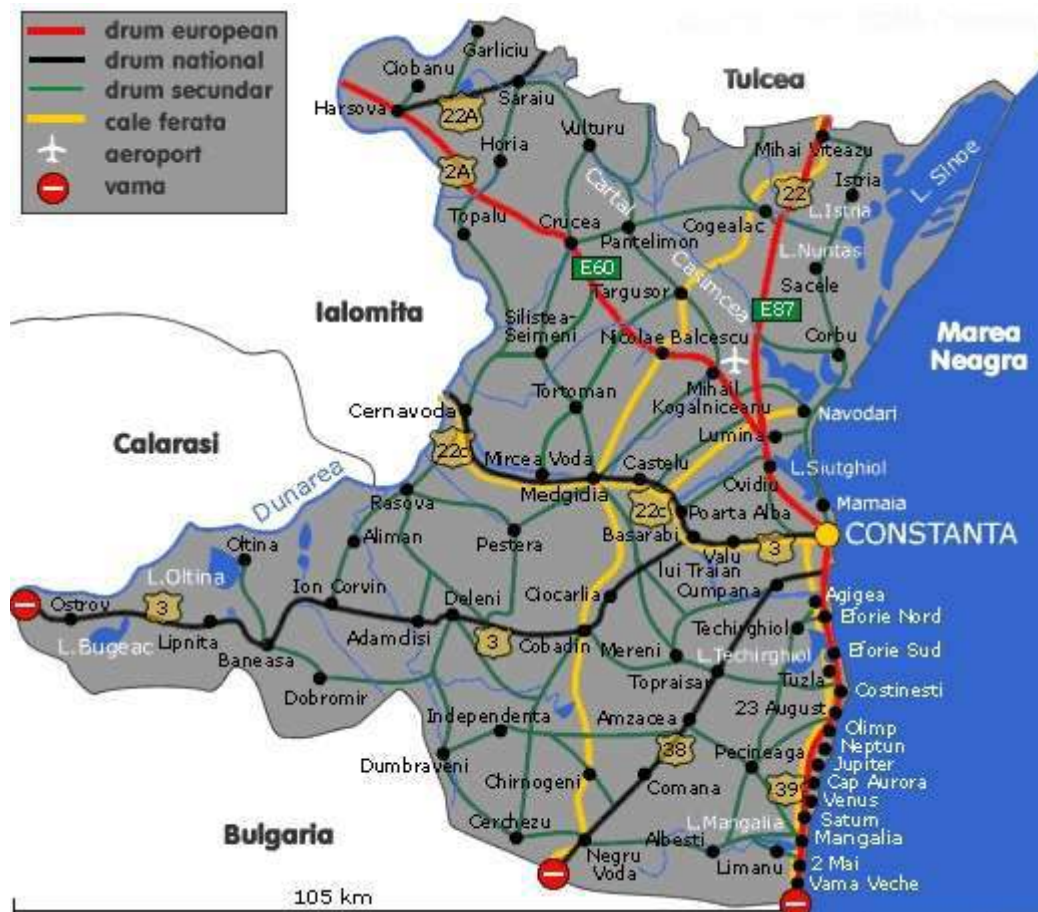 drum european
drum national
drum secundar
cale ferata
aeroport
vama
Garliciu
Ciobanu
Saraiu
Harsova
22A
Tulcea
Horia
Vulturu
Mihai Viteazu
2A
Cartal
22
Istria
L. Sinoe
Topalu
L.Istria
Crucea
Pantelimon
Cogealac
L.Nuntasi
E60
Casimcea
Sacele
Targusor
E87
Ialomita
Silistea-
Seimeni
Nicolae Balcescu
Corbu
Marea
Neagra
Tortoman
Mihail
Kogalniceanu
Cernavoda
Navodari
Calarasi
Lumina
22c
Mircea Voda
Castelu
L.Siutghiol
Dunarea
Rasova
Medgidia
Ovidiu
22c
Poarta Alba
Mamaia
Oltina
Aliman
Pestera
Basarabi
Valu
lui Traian
3
CONSTANTA
L.Oltina
Ion Corvin
Ciocarlia
Cumpana
Agigea
Ostrov
3
Deleni
Eforie Nord
L.Bugeac
Lipnita
Adamclisi
3
Cobadin
Techirghiol
Baneasa
Mereni
L.Techirghiol
Eforie Sud
Dobromir
Topraisar
Tuzla
Costinesti
Independenta
Amzacea
23 August
Olimp
38
Neptun
Dumbraveni
Pecineaga
Jupiter
Chirnogeni
Comana
39
Cap Aurora
Venus
Bulgaria
Cerchezu
L.Mangalia
Saturn
Albesti
Mangalia
Negru
Voda
Limanu
2 Mai
Vama Veche
105 km